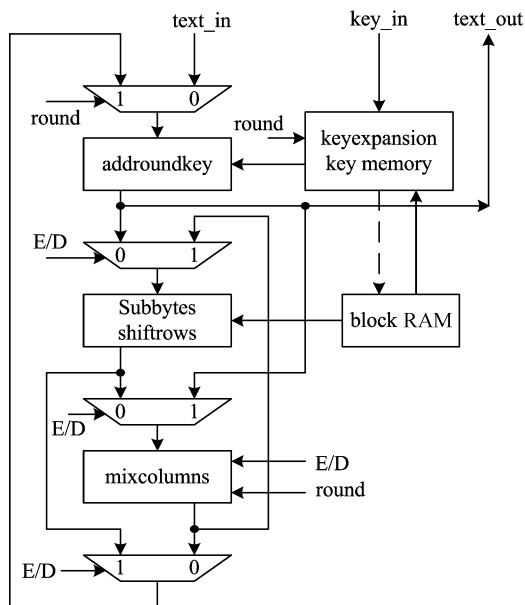 text_in
key_in
text_out
1
0
round
round
keyexpansion
key memory
addroundkey
E/D
0
1
Subbytes
shiftrows
block RAM
0
1
E/D
mixcolumns
E/D
round
1
0
E/D